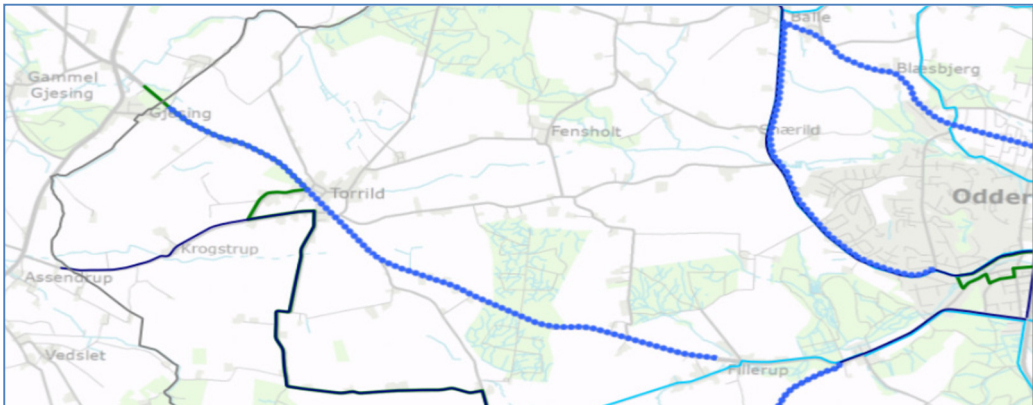 Balle
Gammel
Gjesing
Blæsbjerg
Gjesing
Fensholt
Snærild
Torrild
Odder
Krogstrup
Assendrup
Vedslet
Fillerup